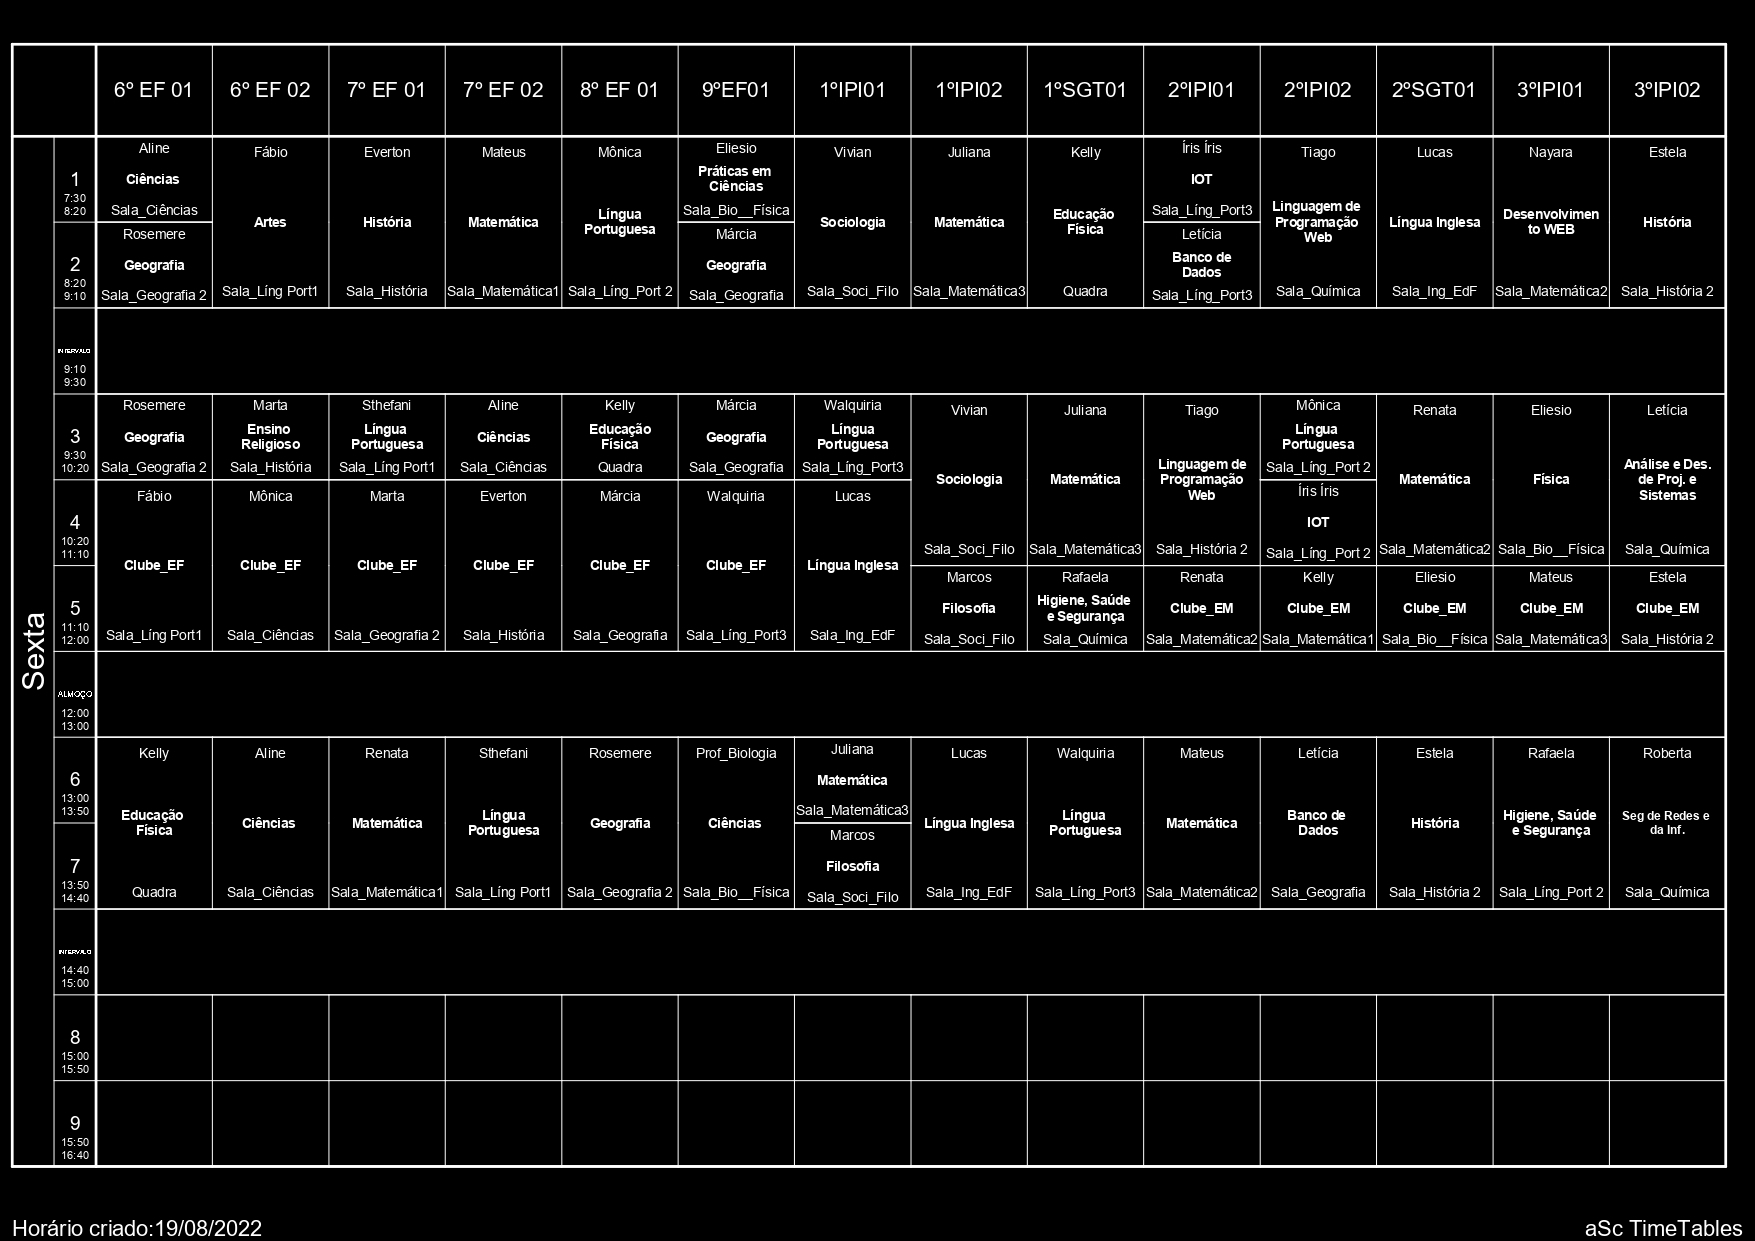 6º EF 01 6º EF 02 7º EF 01 7º EF 02 8º EF 01 9ºEF01 1ºIPI01 1ºIPI02 1ºSGT01 2ºIPI01 2ºIPI02 2ºSGT01 3ºIPI01 3ºIPI02
Sexta
1
7:30
8:20
Aline
Ciências
Sala_Ciências
Fábio
Artes
Sala_Líng Port1
Everton
História
Sala_História
Mateus
Matemática
Sala_Matemática1
Mônica
Língua
Portuguesa
Sala_Líng_Port 2
Eliesio
Práticas em
Ciências
Sala_Bio__Física
Vivian
Sociologia
Sala_Soci_Filo
Juliana
Matemática
Sala_Matemática3
Kelly
Educação
Física
Quadra
Íris Íris
IOT
Sala_Líng_Port3
Tiago
Linguagem de
Programação
Web
Sala_Química
Lucas
Língua Inglesa
Sala_Ing_EdF
Nayara
Desenvolvimen
to WEB
Sala_Matemática2
Estela
História
Sala_História 2
2
8:20
9:10
Rosemere
Geografia
Sala_Geografia 2
Márcia
Geografia
Sala_Geografia
Letícia
Banco de
Dados
Sala_Líng_Port3
INTERVALO
9:10
9:30
3
9:30
10:20
Rosemere
Geografia
Sala_Geografia 2
Marta
Ensino
Religioso
Sala_História
Sthefani
Língua
Portuguesa
Sala_Líng Port1
Aline
Ciências
Sala_Ciências
Kelly
Educação
Física
Quadra
Márcia
Geografia
Sala_Geografia
Walquiria
Língua
Portuguesa
Sala_Líng_Port3
Vivian
Sociologia
Sala_Soci_Filo
Juliana
Matemática
Sala_Matemática3
Tiago
Linguagem de
Programação
Web
Sala_História 2
Mônica
Língua
Portuguesa
Sala_Líng_Port 2
Renata
Matemática
Sala_Matemática2
Eliesio
Física
Sala_Bio__Física
Letícia
Análise e Des.
de Proj. e
Sistemas
Sala_Química
4
10:20
11:10
Fábio
Clube_EF
Sala_Líng Port1
Mônica
Clube_EF
Sala_Ciências
Marta
Clube_EF
Sala_Geografia 2
Everton
Clube_EF
Sala_História
Márcia
Clube_EF
Sala_Geografia
Walquiria
Clube_EF
Sala_Líng_Port3
Lucas
Língua Inglesa
Sala_Ing_EdF
Íris Íris
IOT
Sala_Líng_Port 2
5
11:10
12:00
Marcos
Filosofia
Sala_Soci_Filo
Rafaela
Higiene, Saúde
e Segurança
Sala_Química
Renata
Clube_EM
Sala_Matemática2
Kelly
Clube_EM
Sala_Matemática1
Eliesio
Clube_EM
Sala_Bio__Física
Mateus
Clube_EM
Sala_Matemática3
Estela
Clube_EM
Sala_História 2
ALMOÇO
12:00
13:00
6
13:00
13:50
Kelly
Educação
Física
Quadra
Aline
Ciências
Sala_Ciências
Renata
Matemática
Sala_Matemática1
Sthefani
Língua
Portuguesa
Sala_Líng Port1
Rosemere
Geografia
Sala_Geografia 2
Prof_Biologia
Ciências
Sala_Bio__Física
Juliana
Matemática
Sala_Matemática3
Lucas
Língua Inglesa
Sala_Ing_EdF
Walquiria
Língua
Portuguesa
Sala_Líng_Port3
Mateus
Matemática
Sala_Matemática2
Letícia
Banco de
Dados
Sala_Geografia
Estela
História
Sala_História 2
Rafaela
Higiene, Saúde
e Segurança
Sala_Líng_Port 2
Roberta
Seg de Redes e
da Inf.
Sala_Química
7
13:50
14:40
Marcos
Filosofia
Sala_Soci_Filo
INTERVALO
14:40
15:00
8
15:00
15:50
9
15:50
16:40
Horário criado:19/08/2022
aSc TimeTables